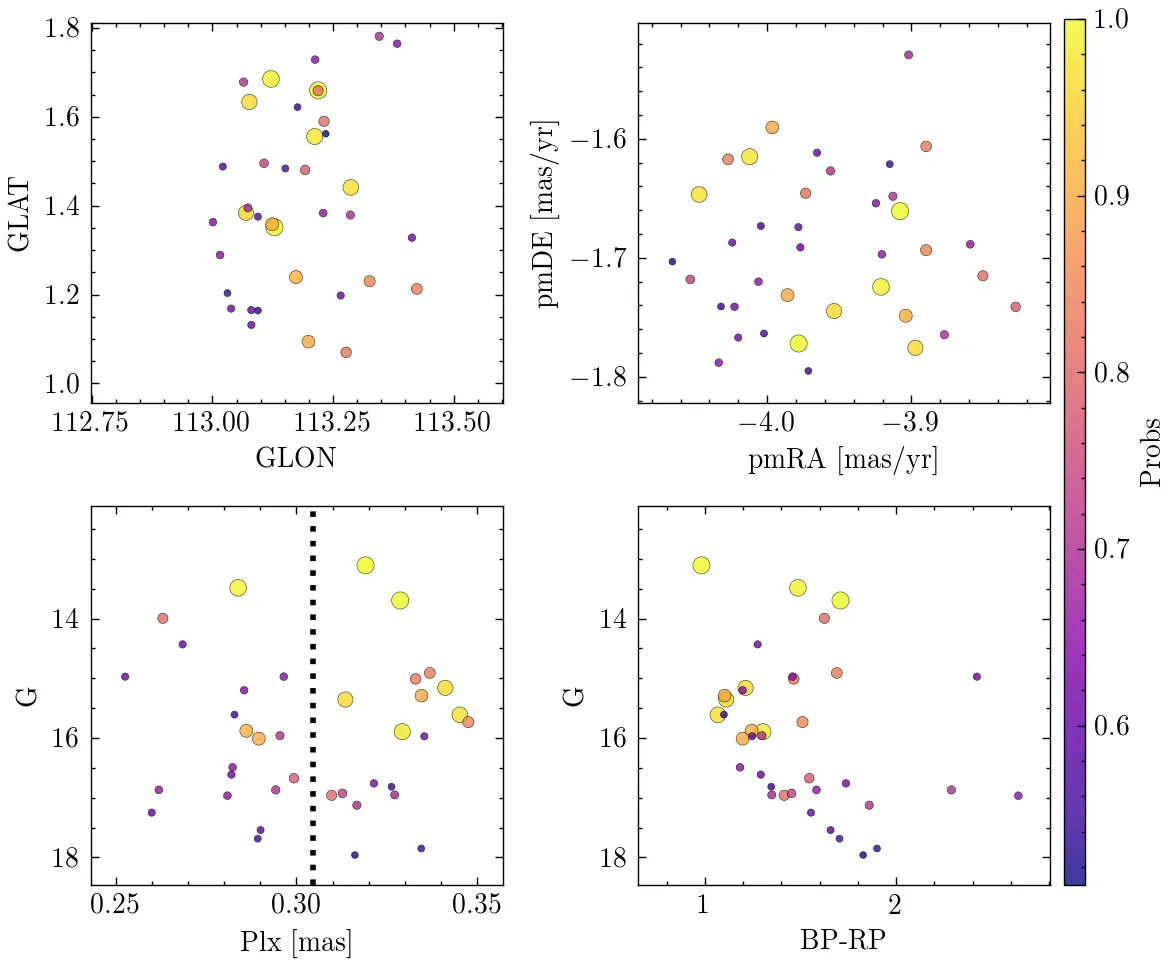 1.8
1.6
1.4
1.2
1.0
GLAT
112.75 113.00 113.25 113.50
GLON
−1.6
−1.7
−1.8
pmDE [mas/yr]
−4.0 −3.9
pmRA [mas/yr]
14
16
18
G
0.25 0.30 0.35
Plx [mas]
14
16
18
G
1 2
BP-RP
1.0
0.9
0.8
0.7
0.6
Probs